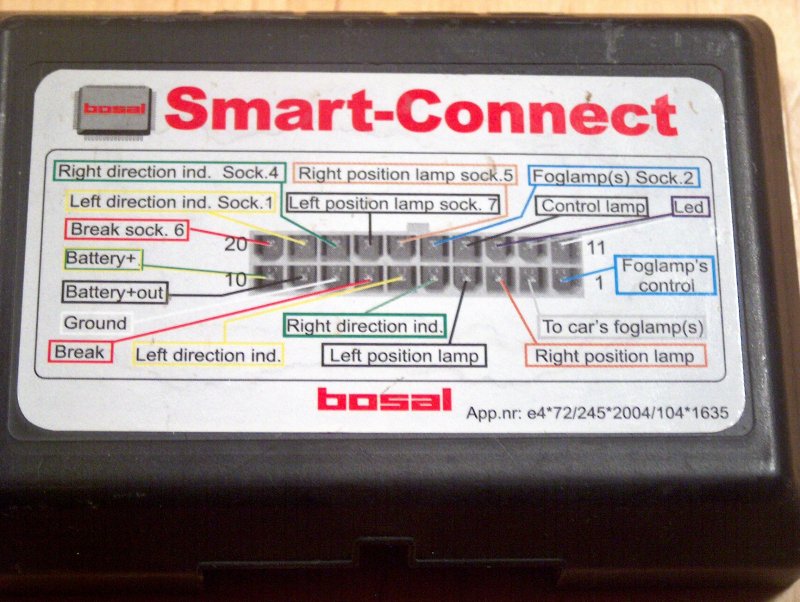 bosal
Smart-Connect
Right direction ind. Sock.4
Right position lamp sock.5
Foglamp(s) Sock.2
Left direction ind. Sock.1
Left position lamp sock. 7
Control lamp
Led
Break sock. 6
20
11
Battery+
10
1
Foglamp's
control
Battery+out
Ground
Right direction ind.
To car's foglamp(s)
Break
Left direction ind.
Left position lamp
Right position lamp
bosal
App.nr: e4*72/245*2004/104*1635